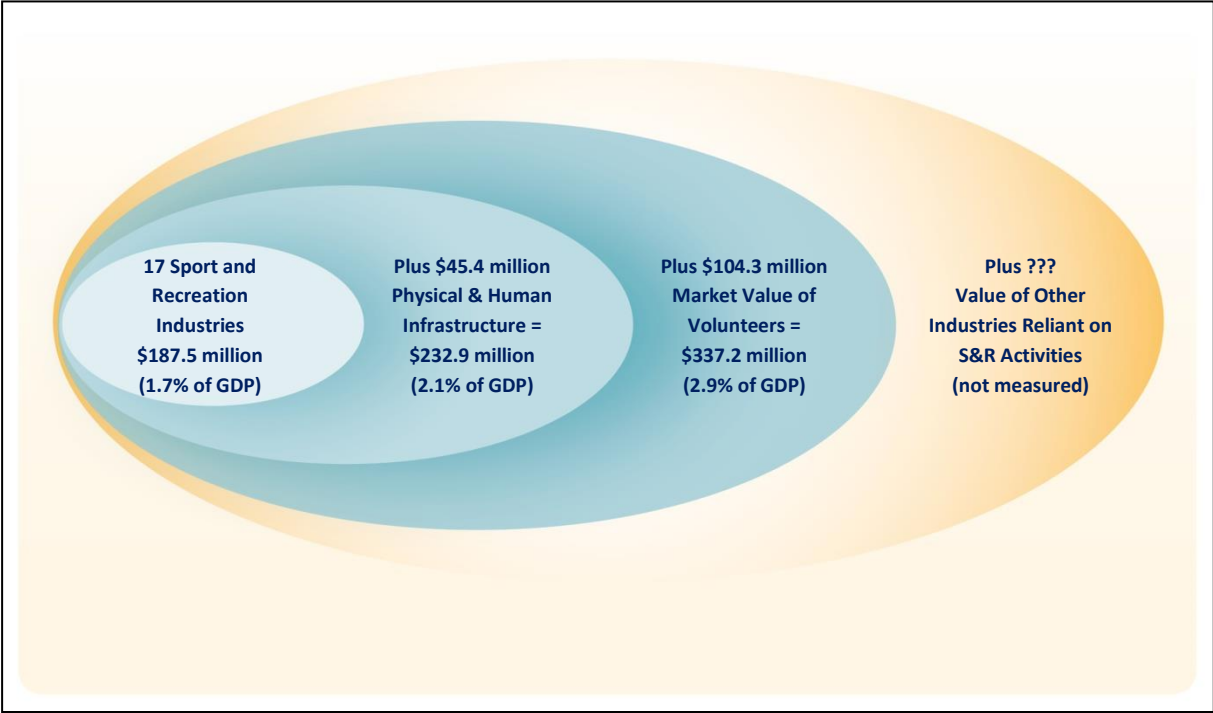 17 Sport and
Recreation
Industries
$187.5 million
(1.7% of GDP)
Plus $45.4 million
Physical & Human
Infrastructure =
$232.9 million
(2.1% of GDP)
Plus $104.3 million
Market Value of
Volunteers =
$337.2 million
(2.9% of GDP)
Plus ???
Value of Other
Industries Reliant on
S&R Activities
(not measured)